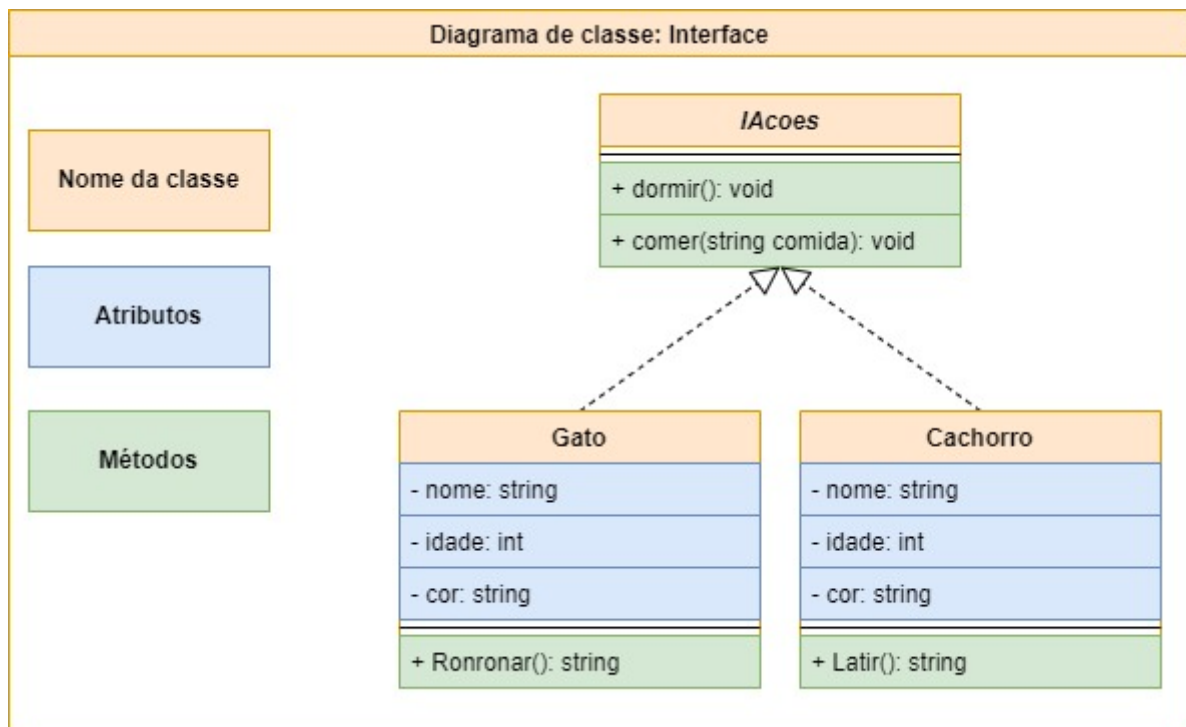 Diagrama de classe: Interface
Nome da classe
Atributos
Métodos
IAcoes
+ dormir(): void
+ comer(string comida): void
Gato
- nome: string
- idade: int
- cor: string
+ Ronronar(): string
Cachorro
- nome: string
- idade: int
- cor: string
+ Latir(): string